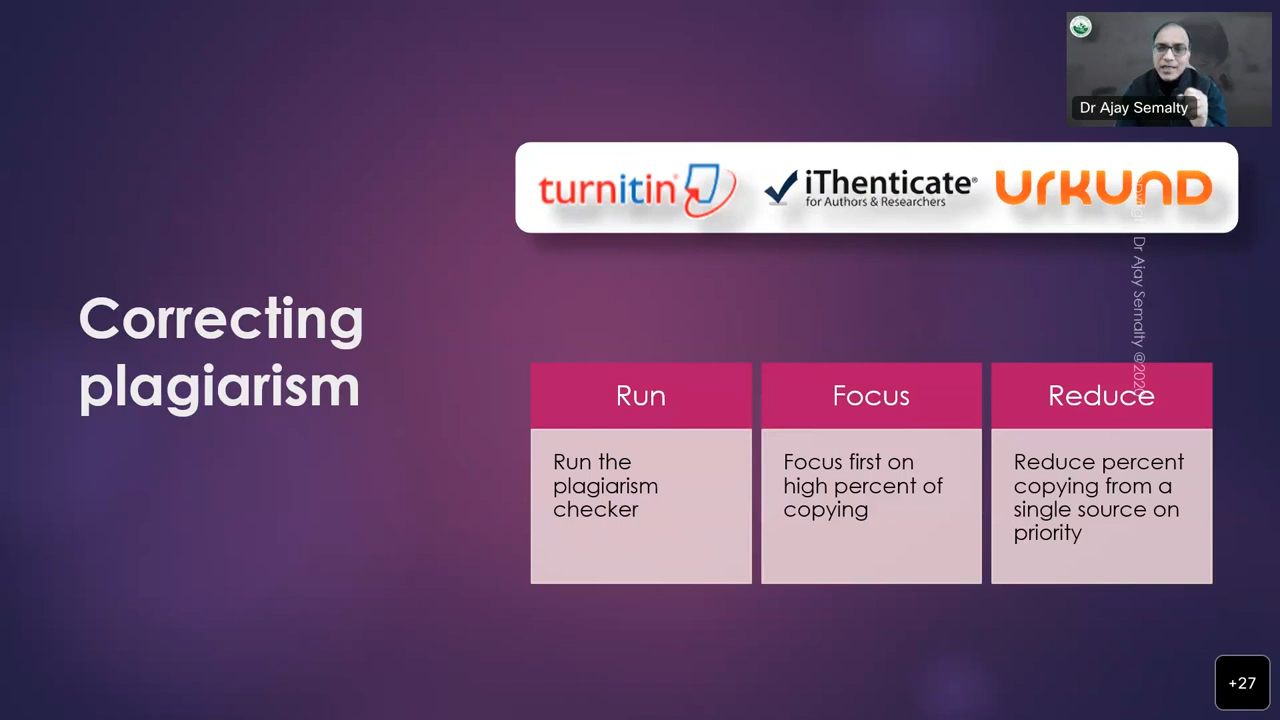 Dr Ajay Semalty
turnitin
iThenticate®
for Authors & Researchers
URKUND
Correcting
plagiarism
Run
Run the
plagiarism
checker
Focus
Focus first on
high percent of
copying
Reduce
Reduce percent
copying from a
single source on
priority
Dr Ajay Semalty
+27